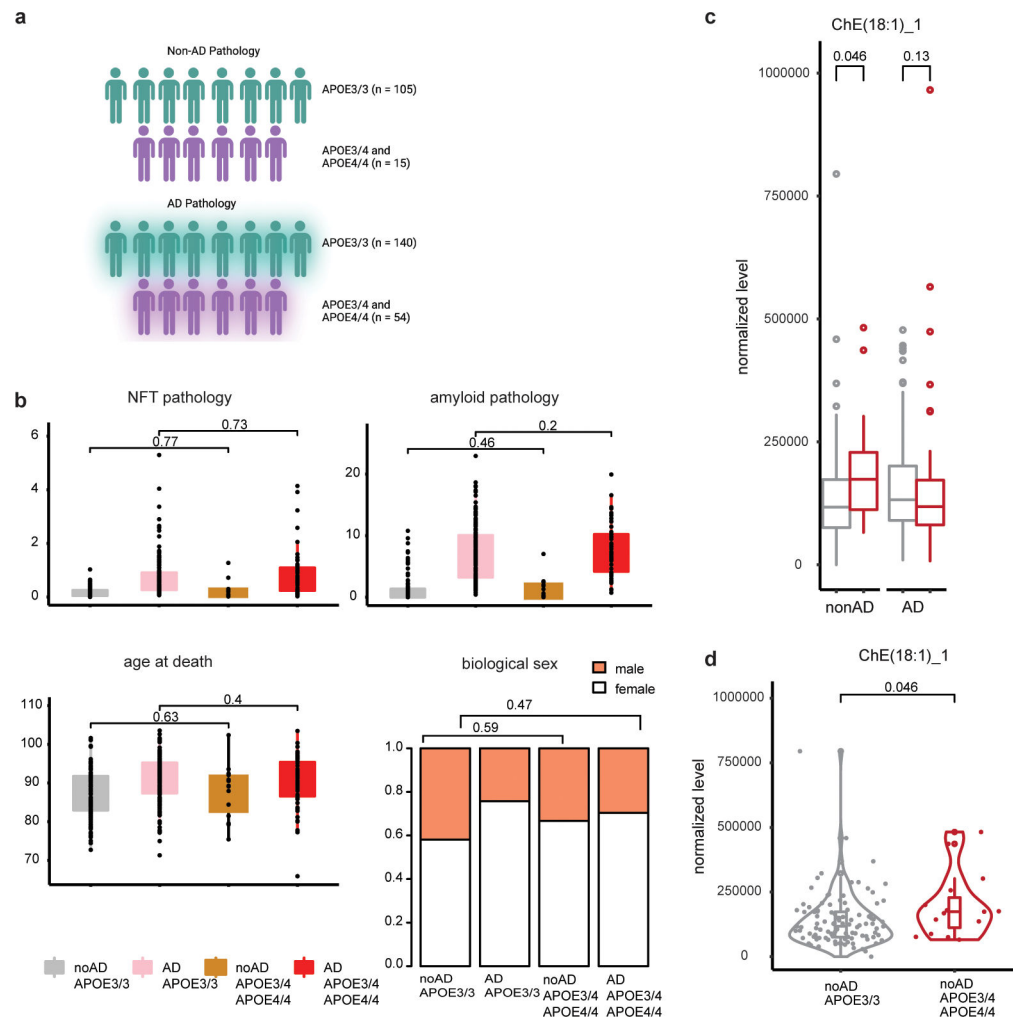 a
Non-AD Pathology
APOE3/3 (n = 105)
APOE3/4 and
APOE4/4 (n = 15)
AD Pathology
APOE3/3 (n = 140)
APOE3/4 and
APOE4/4 (n = 54)
b
NFT pathology
6
4
2
0
0.77
0.73
amyloid pathology
20
10
0
0.46
0.2
age at death
110
100
90
80
70
0.63
0.4
biological sex
male
female
0.47
0.59
1.0
0.8
0.6
0.4
0.2
0.0
noAD
APOE3/3
AD
APOE3/3
noAD
APOE3/4
APOE4/4
AD
APOE3/4
APOE4/4
noAD
APOE3/3
AD
APOE3/3
noAD
APOE3/4
APOE4/4
AD
APOE3/4
APOE4/4
c
ChE(18:1)_1
0.046
0.13
1000000
750000
500000
250000
0
normalized level
nonAD
AD
d
ChE(18:1)_1
0.046
1000000
750000
500000
250000
0
normalized level
noAD
APOE3/3
noAD
APOE3/4
APOE4/4